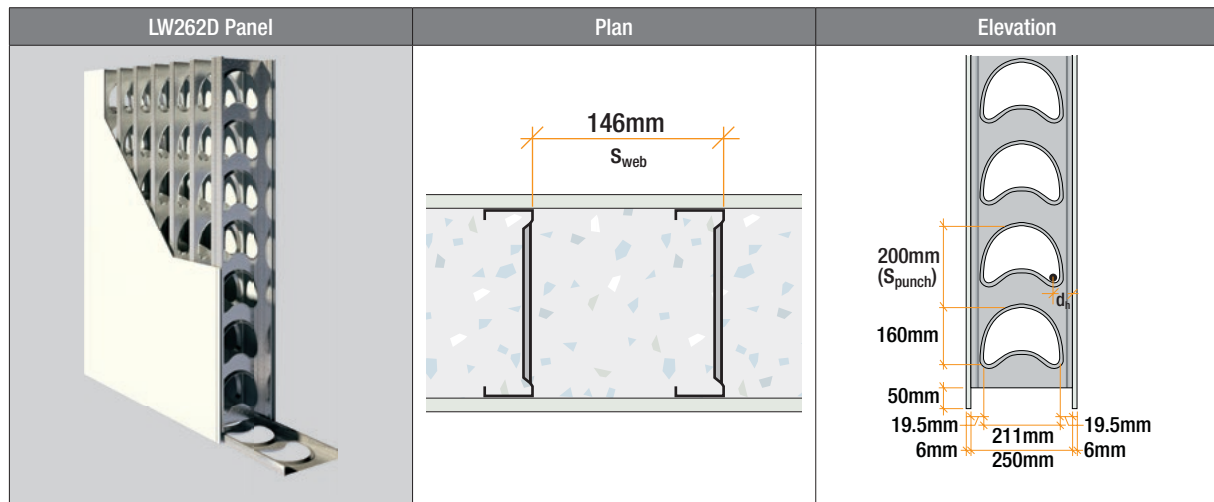 LW262D Panel
Plan
Elevation
146mm
Sweb
200mm
(Spunch)
dh
160mm
50mm
19.5mm
211mm
19.5mm
6mm
250mm
6mm